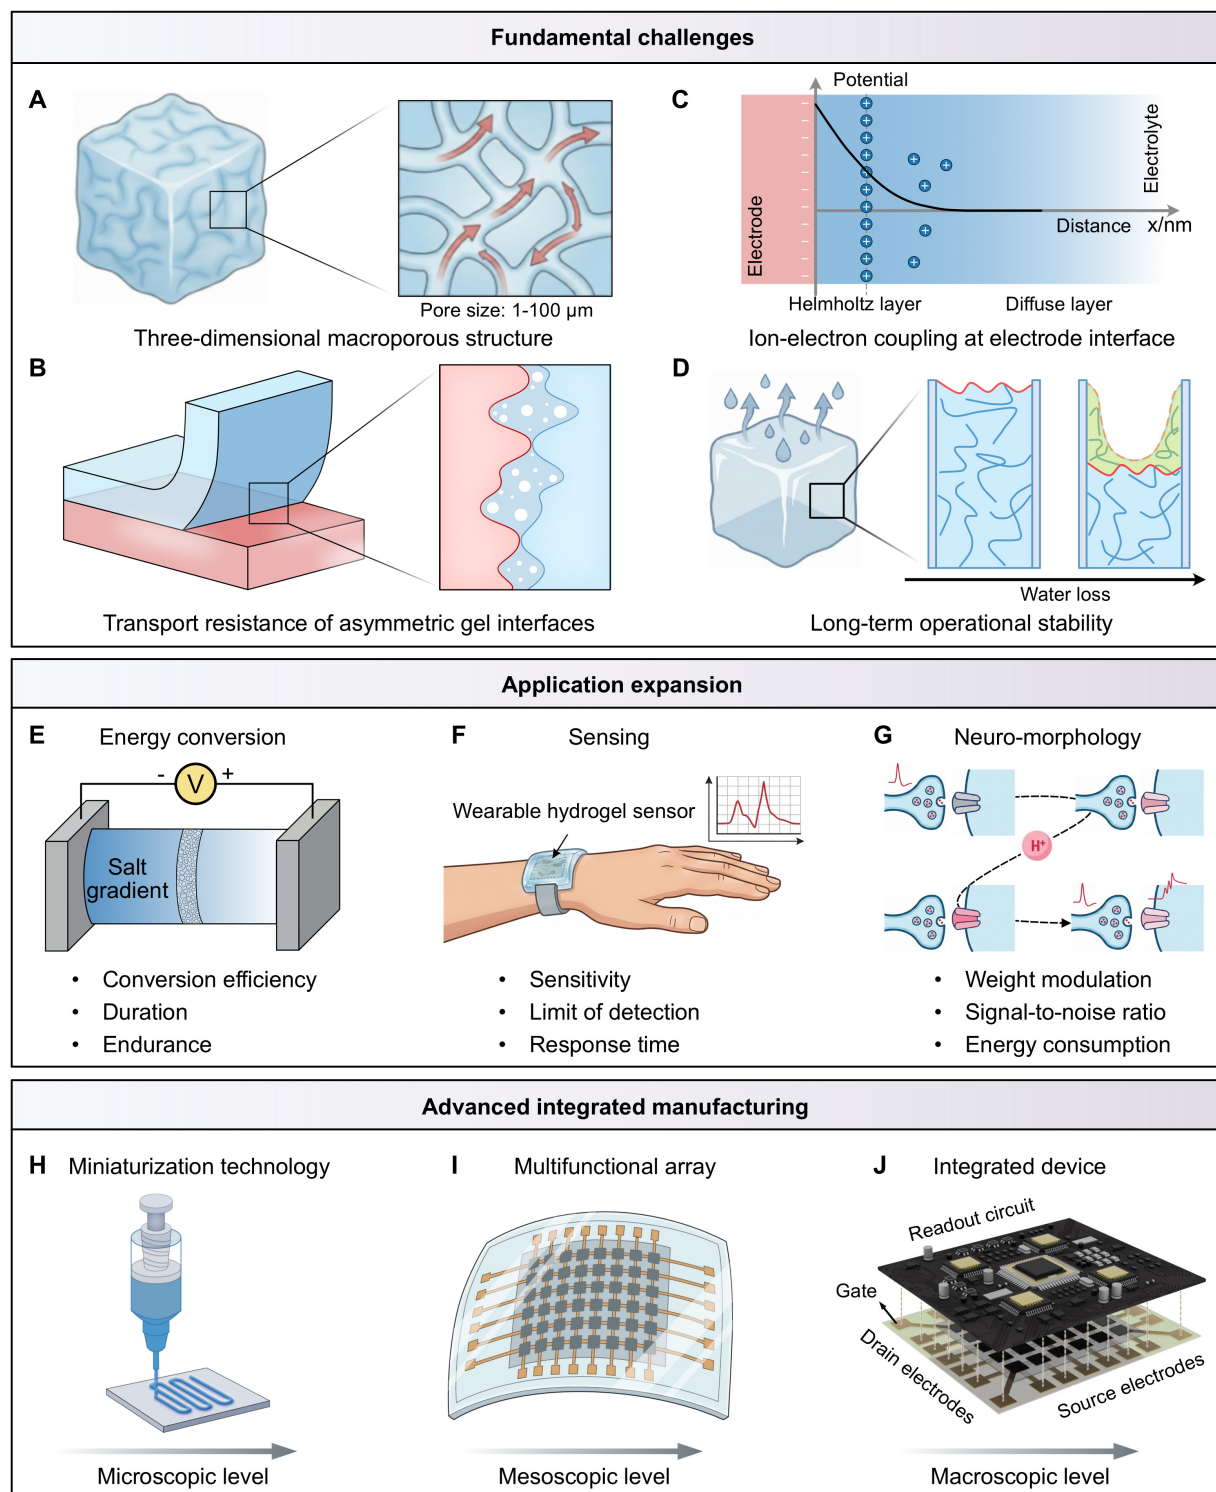 Fundamental challenges
A
Pore size: 1-100 μm
Three-dimensional macroporous structure
C
Potential
Electrode
Electrolyte
Distance x/nm
Helmholtz layer
Diffuse layer
Ion-electron coupling at electrode interface
B
Transport resistance of asymmetric gel interfaces
D
Water loss
Long-term operational stability
Application expansion
E Energy conversion
- V +
Salt
gradient
• Conversion efficiency
• Duration
• Endurance
F Sensing
Wearable hydrogel sensor
• Sensitivity
• Limit of detection
• Response time
G Neuro-morphology
H⁺
• Weight modulation
• Signal-to-noise ratio
• Energy consumption
Advanced integrated manufacturing
H Miniaturization technology
Microscopic level
I Multifunctional array
Mesoscopic level
J Integrated device
Readout circuit
Gate
Drain electrodes
Source electrodes
Macroscopic level